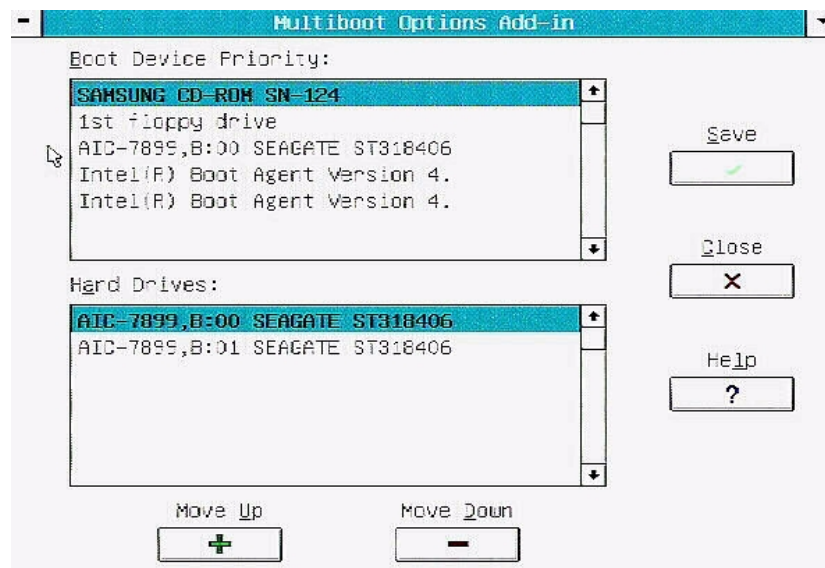 Multiboot Options Add-in
Boot Device Priority:
SAMSUNG CD-ROM SN-124
1st floppy drive
AIC-7899,B:00 SEAGATE ST318406
Intel(R) Boot Agent Version 4.
Intel(R) Boot Agent Version 4.
Save
Close
Hard Drives:
AIC-7899,B:00 SEAGATE ST318406
AIC-7899,B:01 SEAGATE ST318406
Help
?
Move Up
Move Down